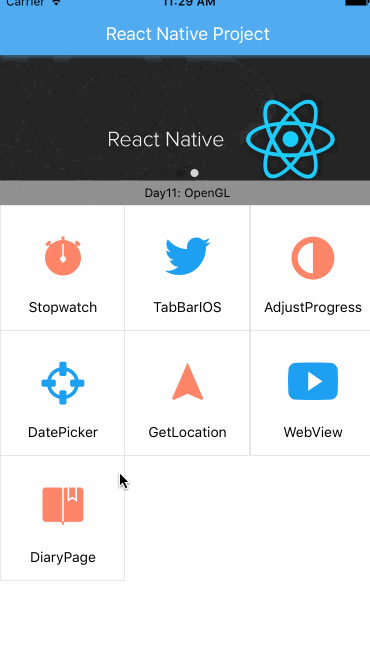 Carrier 11:29 AM
React Native Project
React Native
Day11: OpenGL
Stopwatch TabBarIOS AdjustProgress
DatePicker GetLocation WebView
DiaryPage